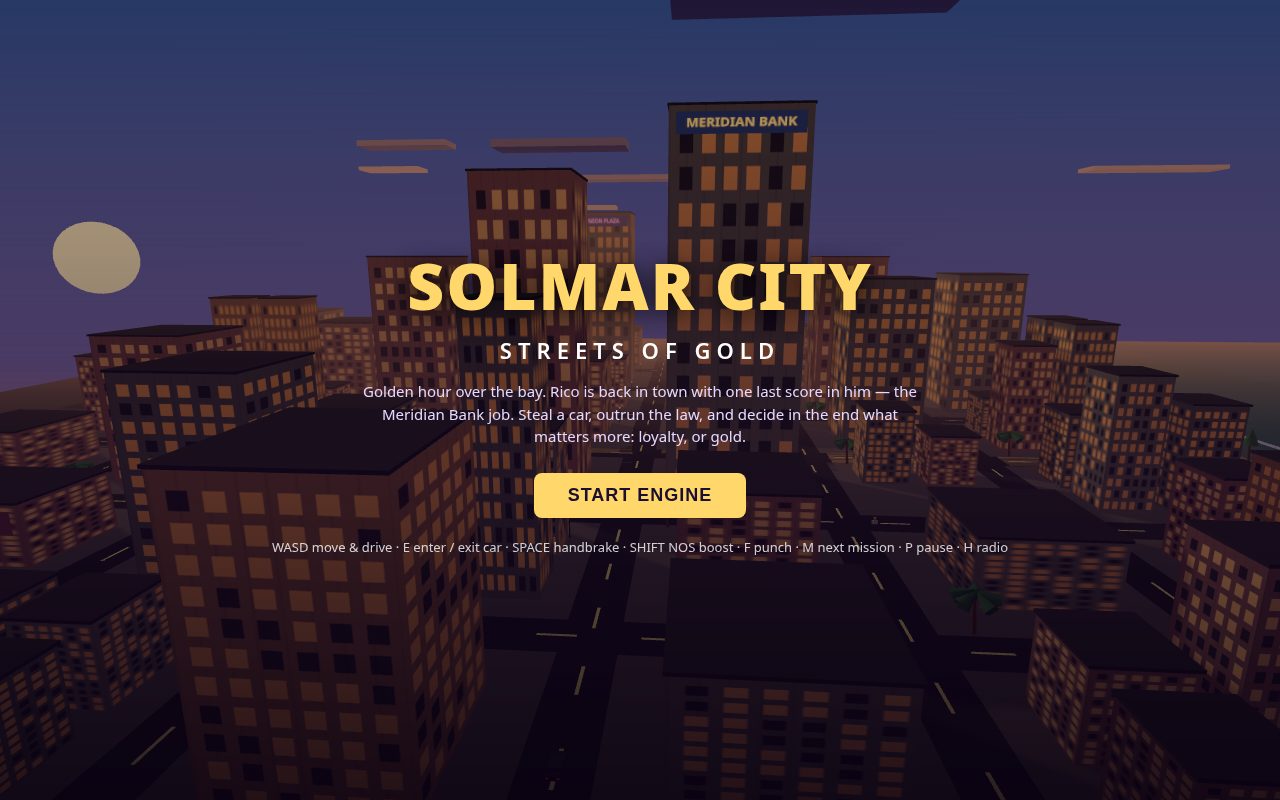 MERIDIAN BANK
SOLMAR CITY
STREETS OF GOLD
Golden hour over the bay. Rico is back in town with one last score in him — the
Meridian Bank job. Steal a car, outrun the law, and decide in the end what
matters more: loyalty, or gold.
START ENGINE
WASD move & drive · E enter / exit car · SPACE handbrake · SHIFT NOS boost · F punch · M next mission · P pause · H radio